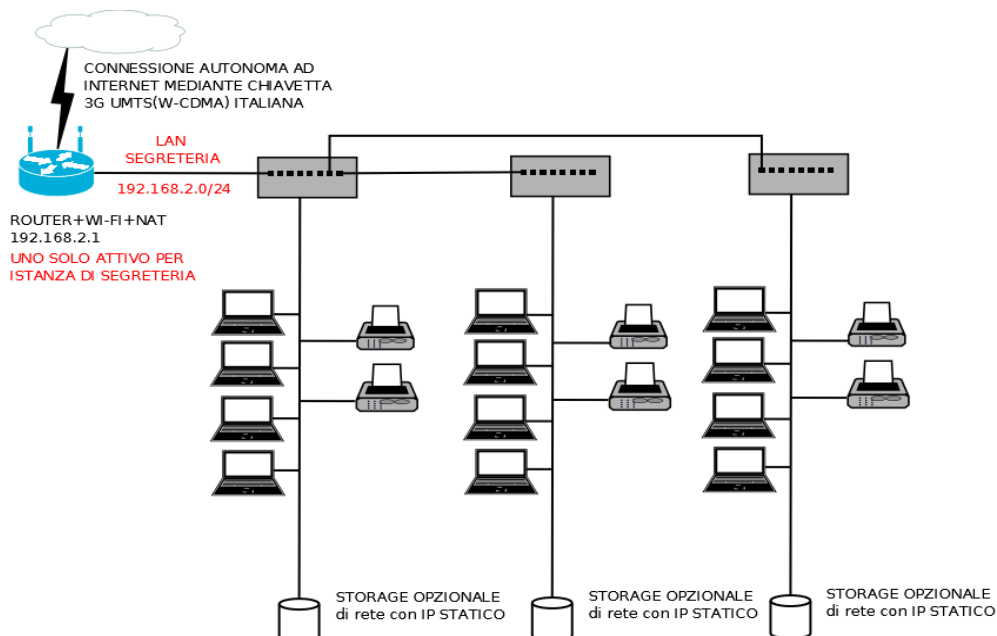 CONNESSIONE AUTONOMA AD
INTERNET MEDIANTE CHIAVETTA
3G UMTS(W-CDMA) ITALIANA
LAN
SEGRETERIA
192.168.2.0/24
ROUTER+WI-FI+NAT
192.168.2.1
UNO SOLO ATTIVO PER
ISTANZA DI SEGRETERIA
STORAGE OPZIONALE
di rete con IP STATICO
STORAGE OPZIONALE
di rete con IP STATICO
STORAGE OPZIONALE
di rete con IP STATICO